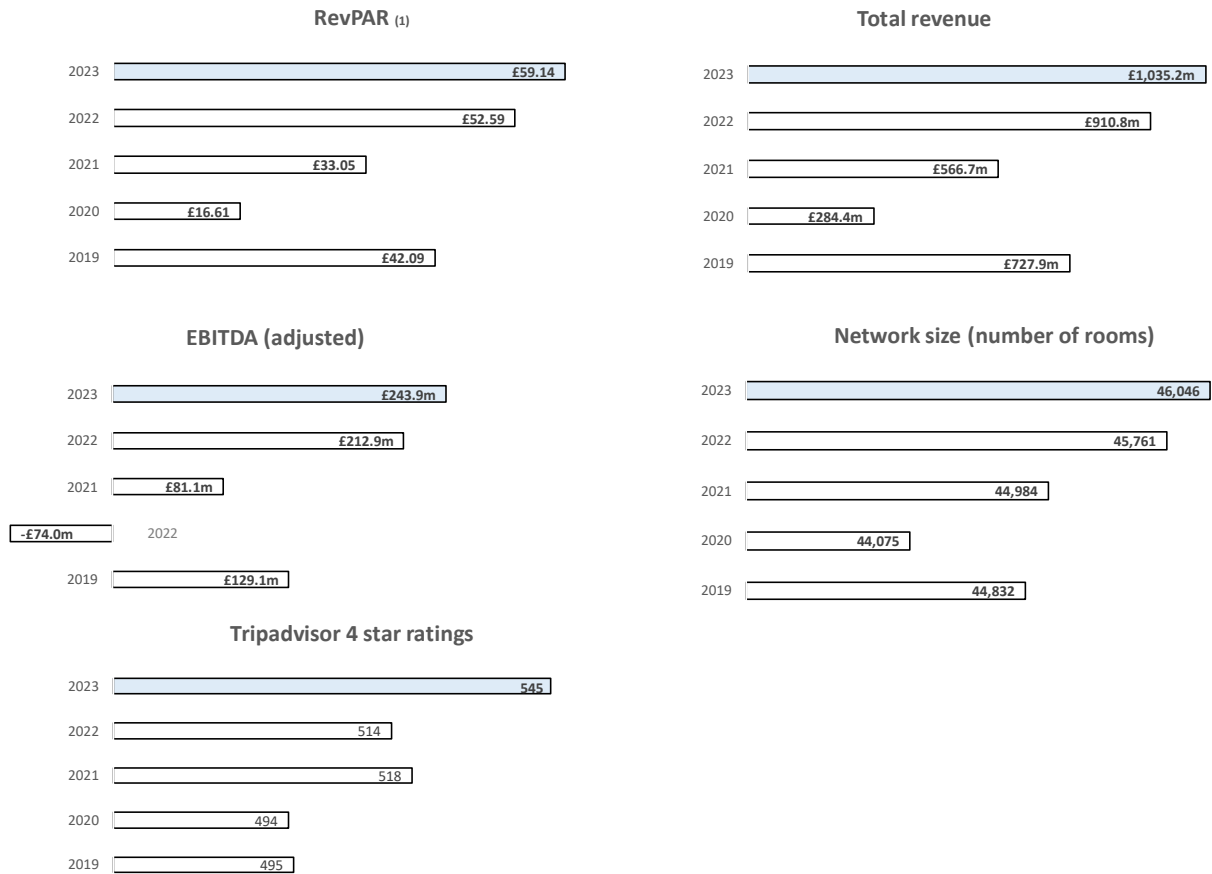 RevPAR (1)
2023 £59.14
2022 £52.59
2021 £33.05
2020 £16.61
2019 £42.09
Total revenue
2023 £1,035.2m
2022 £910.8m
2021 £566.7m
2020 £284.4m
2019 £727.9m
EBITDA (adjusted)
2023 £243.9m
2022 £212.9m
2021 £81.1m
-£74.0m 2022
2019 £129.1m
Network size (number of rooms)
2023 46,046
2022 45,761
2021 44,984
2020 44,075
2019 44,832
Tripadvisor 4 star ratings
2023 545
2022 514
2021 518
2020 494
2019 495